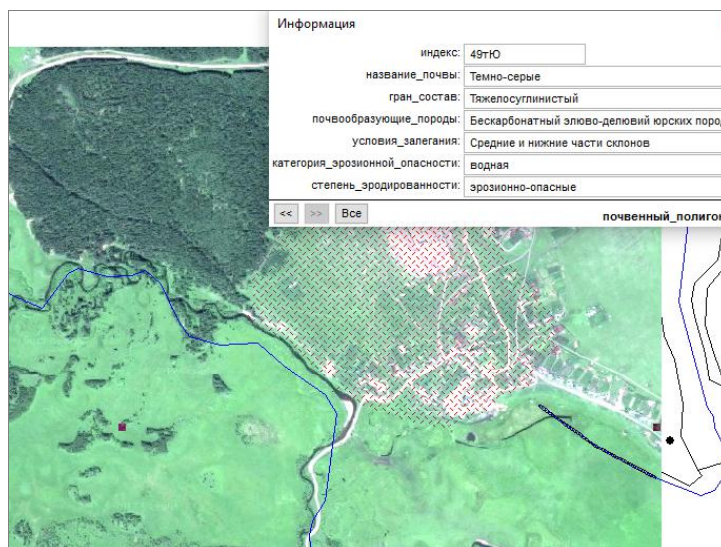 Информация
индекс: 49тЮ
название_почвы: Темно-серые
гран_состав: Тяжелосуглинистый
почвообразующие_породы: Бескарбонатный элюво-делювий юрских пород
условия_залегания: Средние и нижние части склонов
категория_эрозионной_опасности: водная
степень_эродированности: эрозионно-опасные
<< >> Все почвенный_полигон